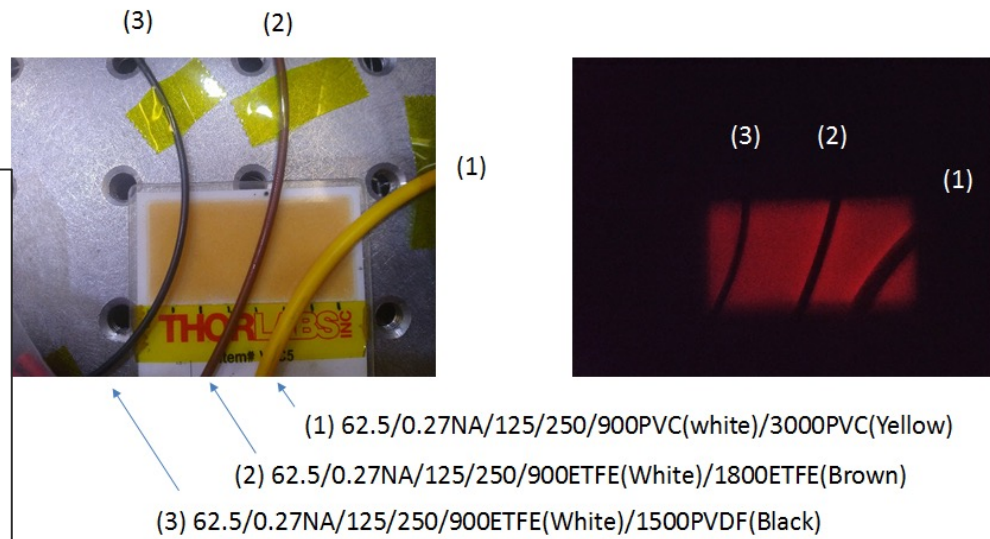 (3)
(2)
(1)
(3)
(2)
(1)
THORLABS
INC
(1) 62.5/0.27NA/125/250/900PVC(white)/3000PVC(Yellow)
(2) 62.5/0.27NA/125/250/900ETFE(White)/1800ETFE(Brown)
(3) 62.5/0.27NA/125/250/900ETFE(White)/1500PVDF(Black)